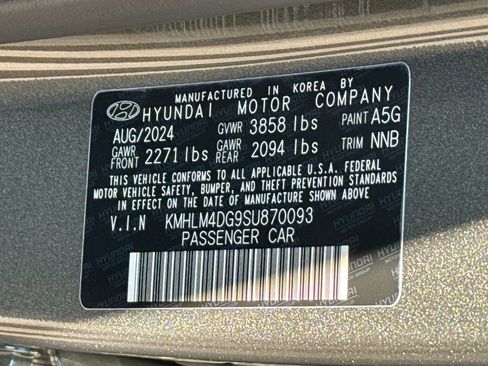 MANUFACTURED IN KOREA BY
HYUNDAI MOTOR COMPANY
AUG/2024 GVWR 3858 lbs PAINT A5G
GAWR FRONT 2271 lbs GAWR REAR 2094 lbs TRIM NNB
THIS VEHICLE CONFORMS TO ALL APPLICABLE U.S.A. FEDERAL
MOTOR VEHICLE SAFETY, BUMPER, AND THEFT PREVENTION STANDARDS
IN EFFECT ON THE DATE OF MANUFACTURE SHOWN ABOVE.
V.I.N KMHLM4DG9SU870093
PASSENGER CAR